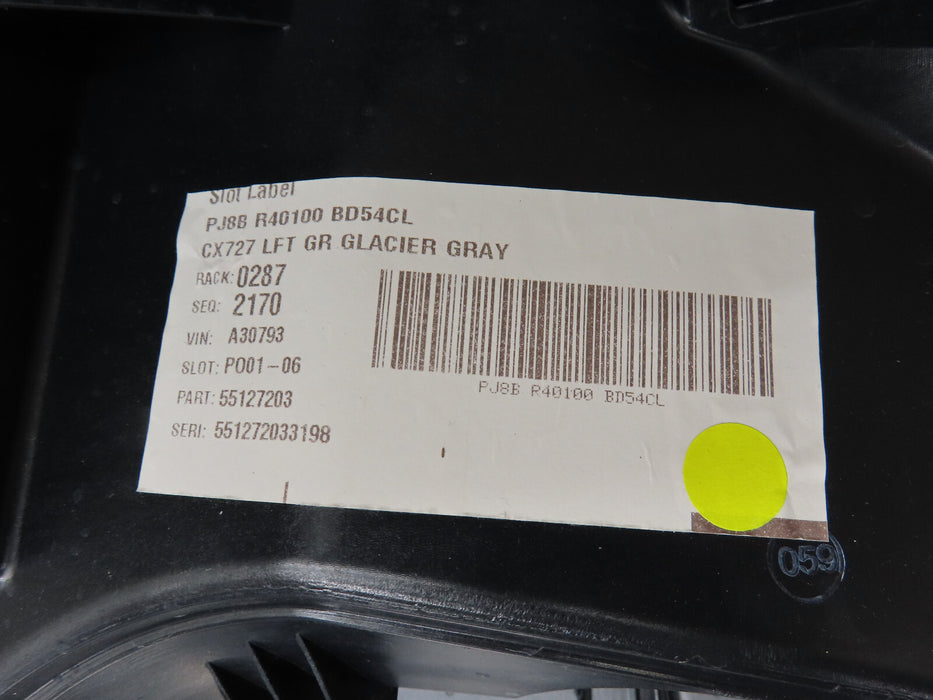 Slot Label
PJ8B R40100 BD54CL
CX727 LFT GR GLACIER GRAY
RACK: 0287
SEQ: 2170
VIN: A30793
SLOT: PO01-06
PART: 55127203
SERI: 551272033198
PJ8B R40100 BD54CL
059